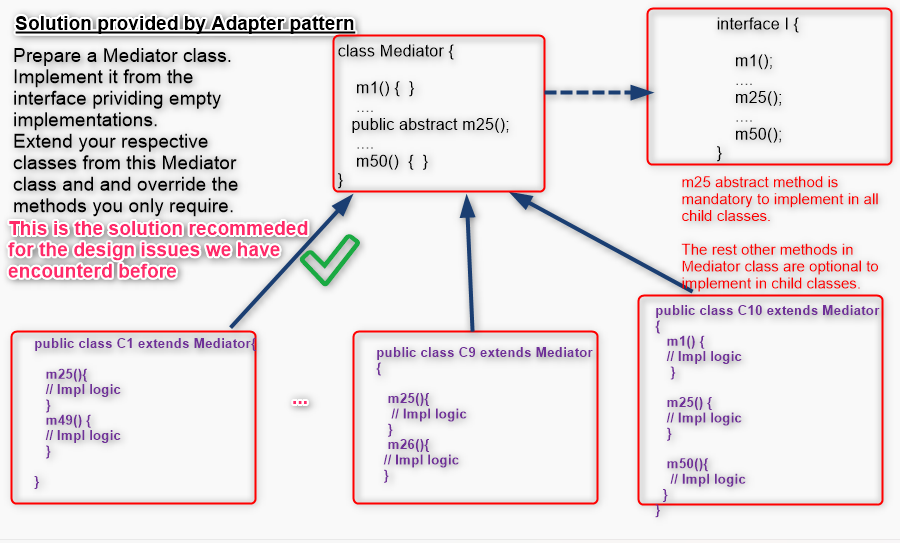 Solution provided by Adapter pattern
Prepare a Mediator class.
Implement it from the
interface prividing empty
implementations.
Extend your respective
classes from this Mediator
class and and override the
methods you only require.
This is the solution recommeded
for the design issues we have
encounterd before
class Mediator {
m1() { }
....
public abstract m25();
....
m50() { }
}
interface I {
m1();
....
m25();
....
m50();
}
m25 abstract method is
mandatory to implement in all
child classes.
The rest other methods in
Mediator class are optional to
implement in child classes.
public class C1 extends Mediator{
m25(){
// Impl logic
}
m49() {
// Impl logic
}
}
...
public class C9 extends Mediator
{
m25(){
// Impl logic
}
m26(){
// Impl logic
}
public class C10 extends Mediator
{
m1() {
// Impl logic
}
m25() {
// Impl logic
}
m50(){
// Impl logic
}
}